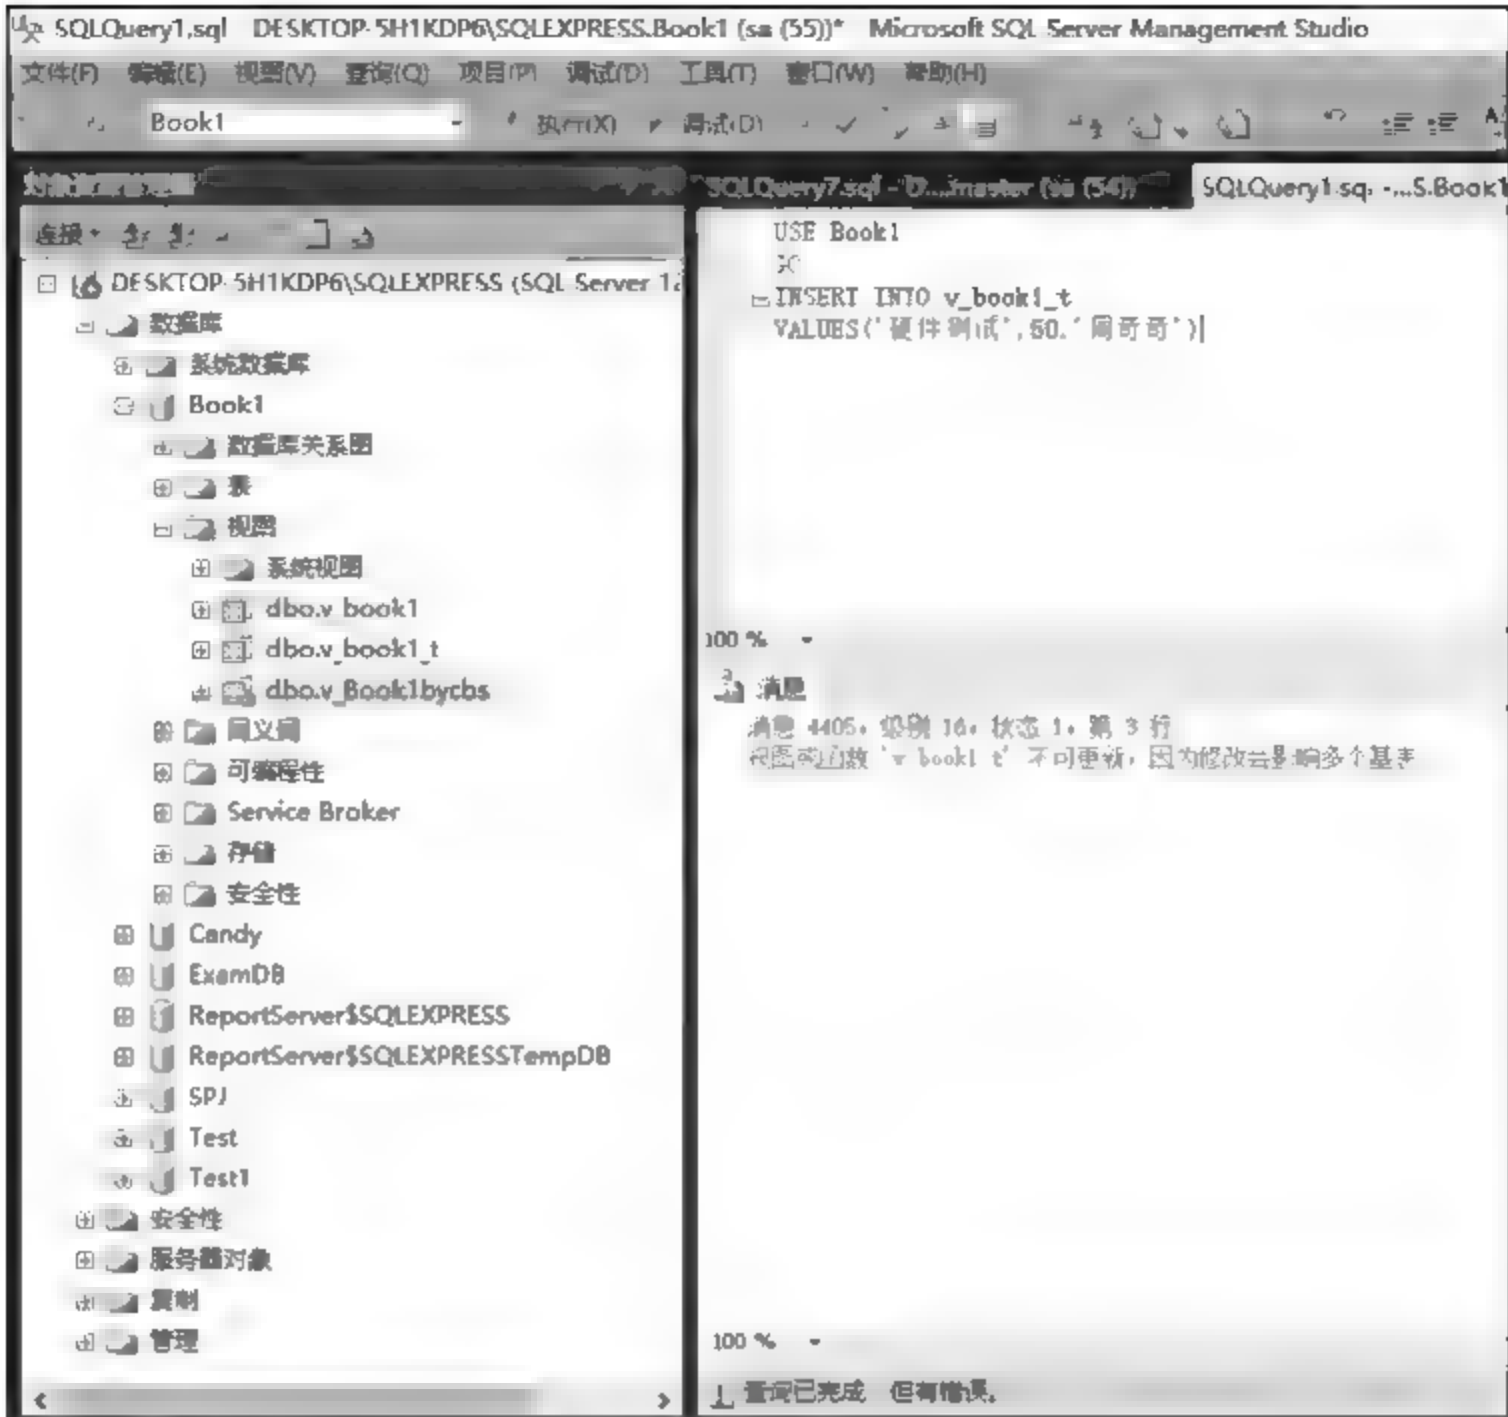 SQLQuery1.sql DESKTOP-5H1KDP6\SQLEXPRESS.Book1 (sa (55))* Microsoft SQL Server Management Studio
文件(F) 编辑(E) 视图(V) 查询(Q) 项目(P) 调试(D) 工具(T) 窗口(W) 帮助(H)
Book1 执行(X) 调试(D)
SQLQuery7.sql - D...master (sa (54)) SQLQuery1.sq. -...S.Book1
连接
DESKTOP-5H1KDP6\SQLEXPRESS (SQL Server 12
数据库
系统数据库
Book1
数据库关系图
表
视图
系统视图
dbo.v_book1
dbo.v_book1_t
dbo.v_Book1bycbs
同义词
可编程性
Service Broker
存储
安全性
Candy
ExamDB
ReportServer$SQLEXPRESS
ReportServer$SQLEXPRESSTempDB
SPJ
Test
Test1
安全性
服务器对象
复制
管理
USE Book1
INSERT INTO v_book1_t
VALUES('硬件测试',50,'周哥哥')
100 %
消息
消息 4405，级别 16，状态 1，第 3 行
视图或函数 'v_book1_t' 不可更新，因为修改会影响多个基表
100 %
查询已完成 但有错误。